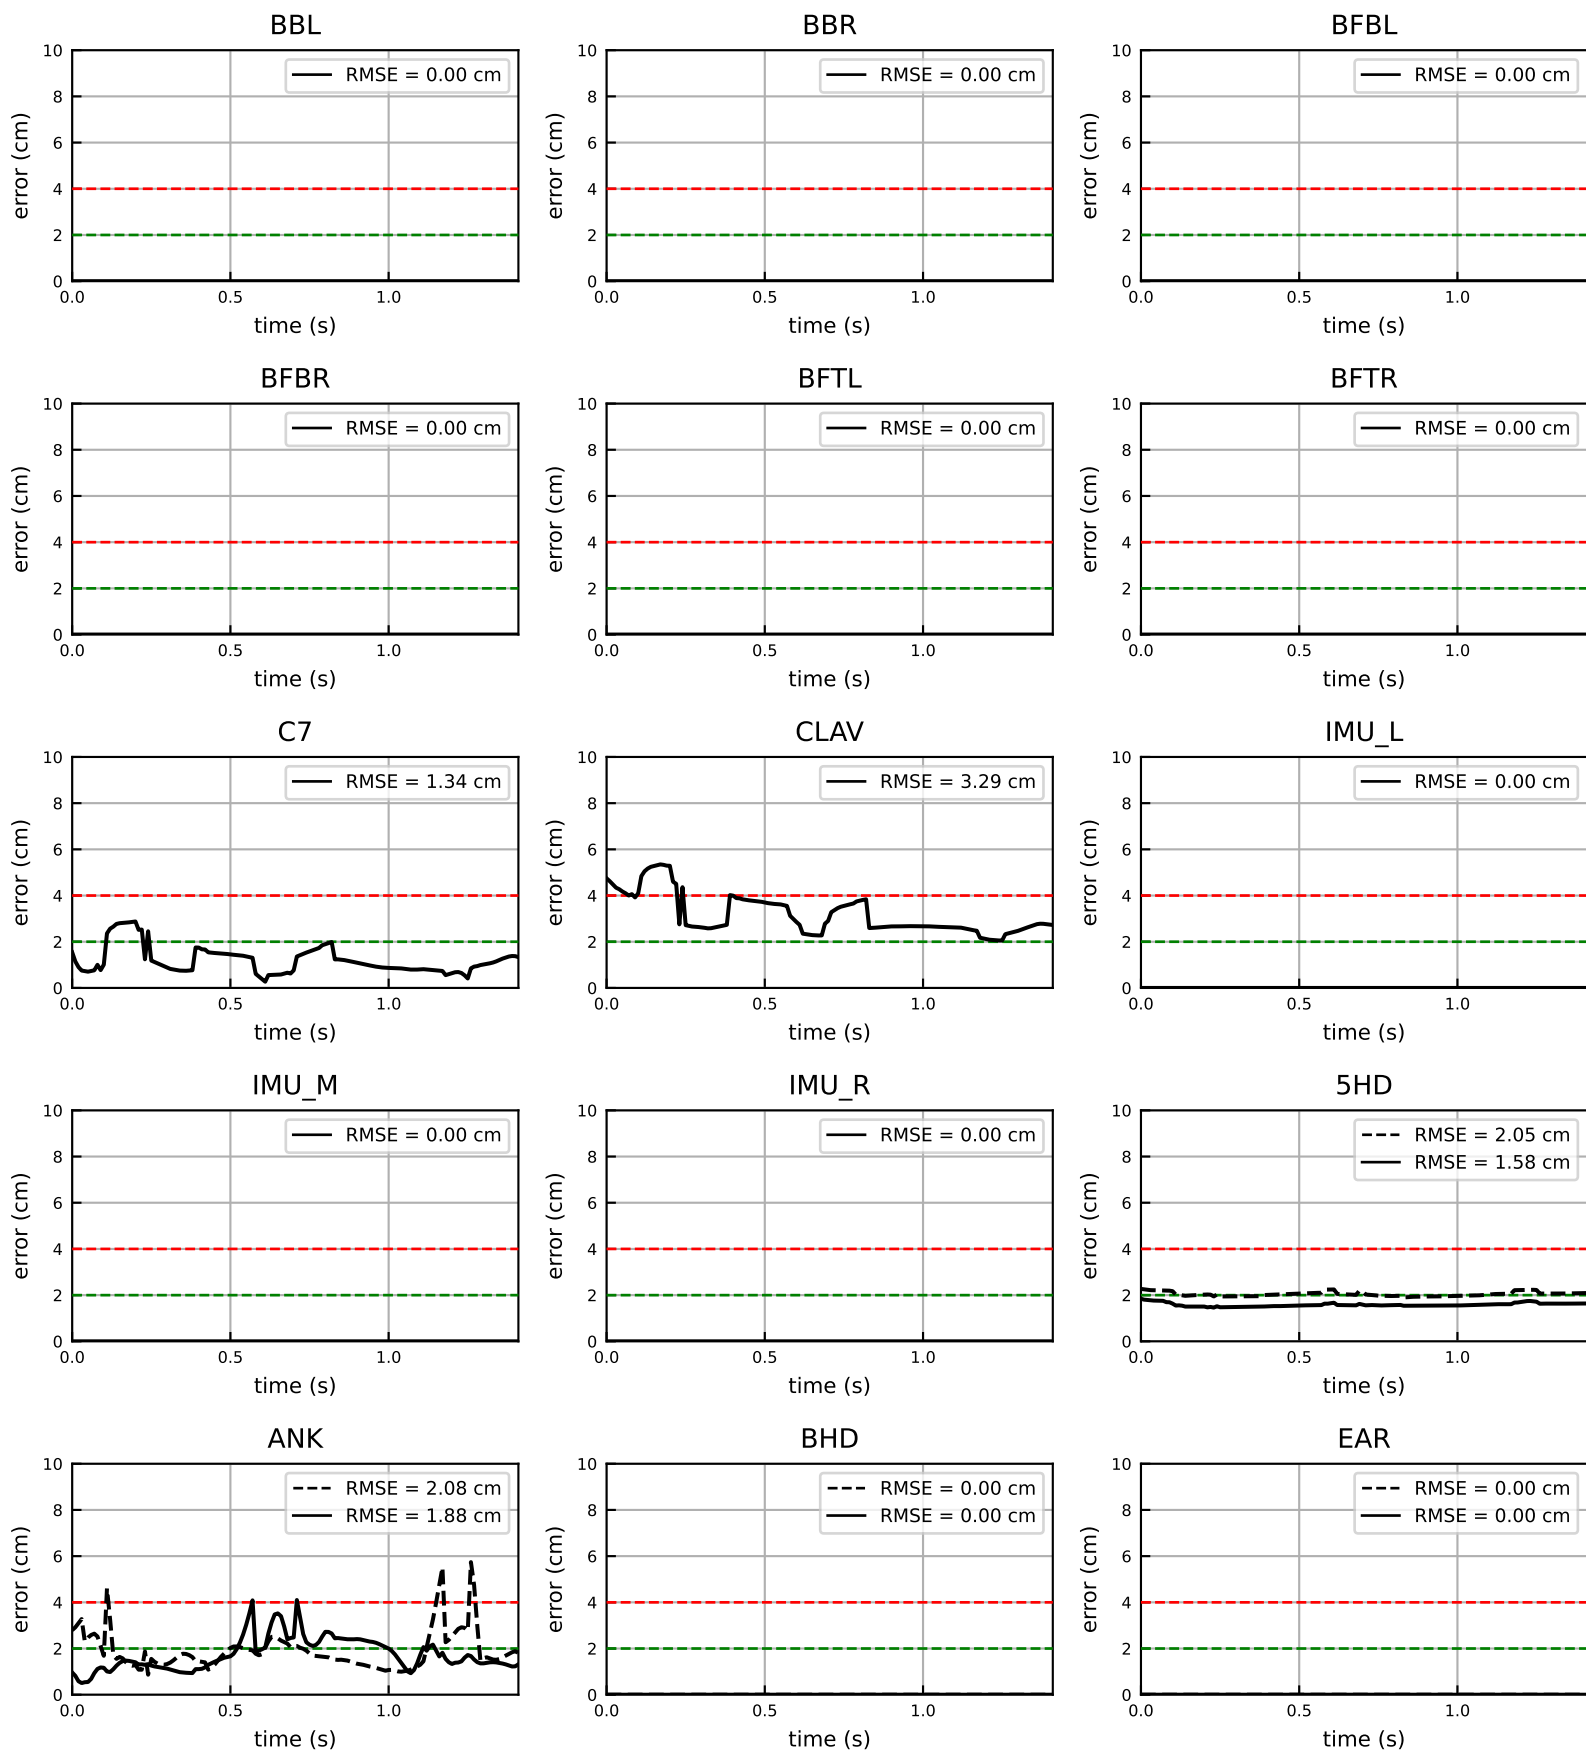 BBL BBR BFBL
10 10 10
RMSE = 0.00 cm RMSE = 0.00 cm RMSE = 0.00 cm
8 8 8
6 6 6
error (cm) error (cm) error (cm)
4 4 4
2 2 2
0 0 0
0.0 0.5 1.0 0.0 0.5 1.0 0.0 0.5 1.0
time (s) time (s) time (s)
BFBR BFTL BFTR
10 10 10
RMSE = 0.00 cm RMSE = 0.00 cm RMSE = 0.00 cm
8 8 8
6 6 6
error (cm) error (cm) error (cm)
4 4 4
2 2 2
0 0 0
0.0 0.5 1.0 0.0 0.5 1.0 0.0 0.5 1.0
time (s) time (s) time (s)
C7 CLAV IMU_L
10 10 10
RMSE = 1.34 cm RMSE = 3.29 cm RMSE = 0.00 cm
8 8 8
6 6 6
error (cm) error (cm) error (cm)
4 4 4
2 2 2
0 0 0
0.0 0.5 1.0 0.0 0.5 1.0 0.0 0.5 1.0
time (s) time (s) time (s)
IMU_M IMU_R 5HD
10 10 10
RMSE = 0.00 cm RMSE = 0.00 cm RMSE = 2.05 cm
8 8 8 RMSE = 1.58 cm
6 6 6
error (cm) error (cm) error (cm)
4 4 4
2 2 2
0 0 0
0.0 0.5 1.0 0.0 0.5 1.0 0.0 0.5 1.0
time (s) time (s) time (s)
ANK BHD EAR
10 10 10
RMSE = 2.08 cm RMSE = 0.00 cm RMSE = 0.00 cm
8 RMSE = 1.88 cm 8 RMSE = 0.00 cm 8 RMSE = 0.00 cm
6 6 6
error (cm) error (cm) error (cm)
4 4 4
2 2 2
0 0 0
0.0 0.5 1.0 0.0 0.5 1.0 0.0 0.5 1.0
time (s) time (s) time (s)